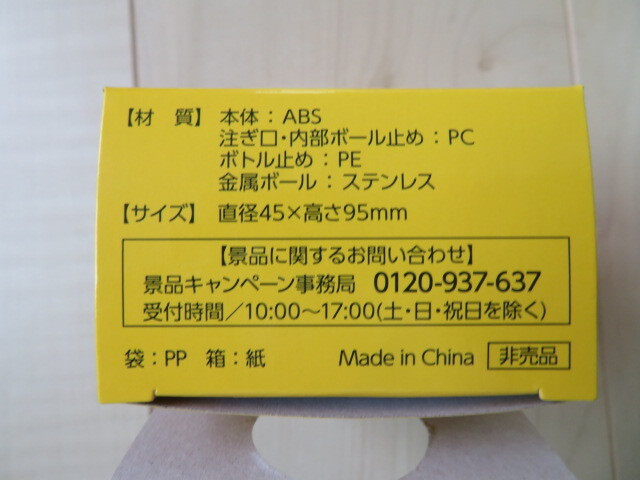 【材 質】 本体：ABS
注ぎ口・内部ボール止め：PC
ボトル止め：PE
金属ボール：ステンレス
【サイズ】 直径45×高さ95mm
【景品に関するお問い合わせ】
景品キャンペーン事務局 0120-937-637
受付時間／10:00～17:00(土・日・祝日を除く)
袋：PP 箱：紙 Made in China 非売品